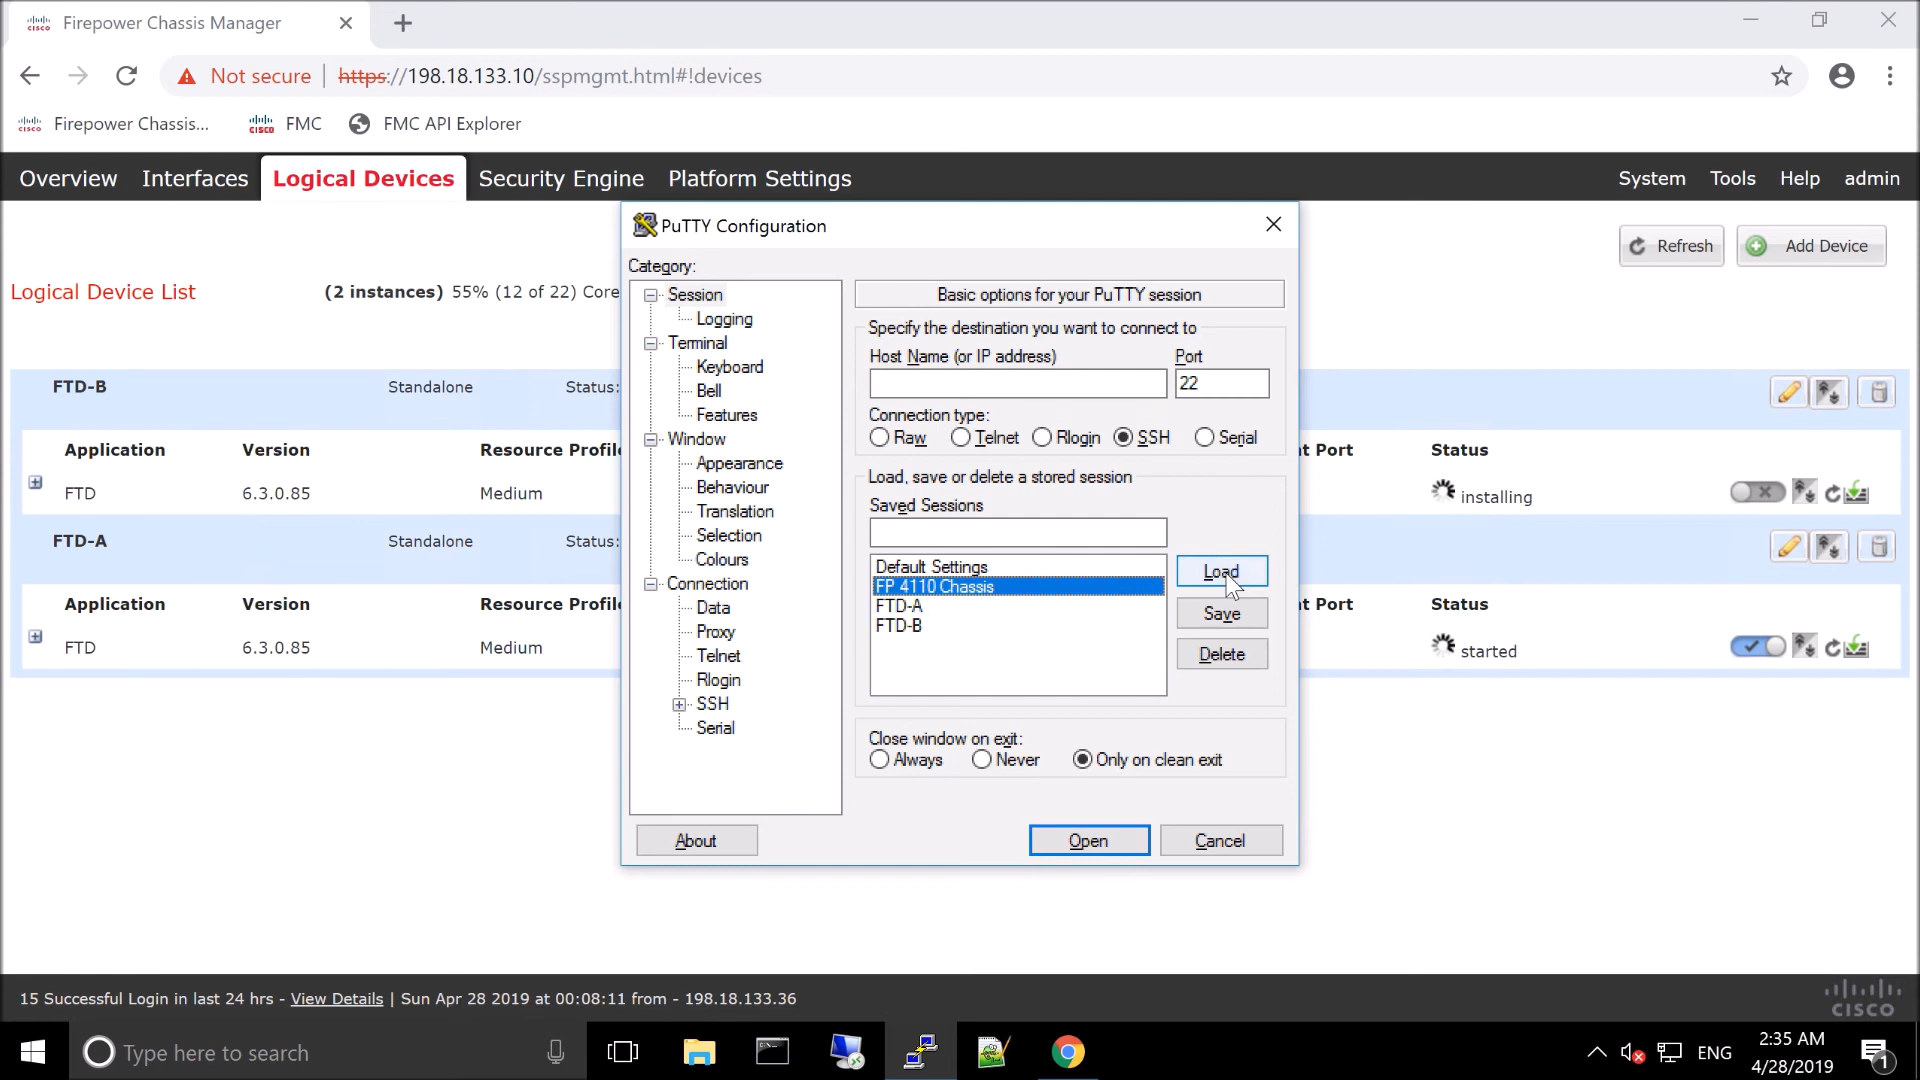 Firepower Chassis Manager
Not secure | https://198.18.133.10/sspmgmt.html#!devices
Firepower Chassis... FMC FMC API Explorer
Overview Interfaces Logical Devices Security Engine Platform Settings System Tools Help admin
PuTTY Configuration
Refresh Add Device
Category:
Logical Device List (2 instances) 55% (12 of 22) Core
Session
Logging
Terminal
Keyboard
Bell
Features
Window
Appearance
Behaviour
Translation
Selection
Colours
Connection
Data
Proxy
Telnet
Rlogin
SSH
Serial
Basic options for your PuTTY session
Specify the destination you want to connect to
Host Name (or IP address) Port
22
Connection type:
Raw Telnet Rlogin SSH Serial
Load, save or delete a stored session
Saved Sessions
Default Settings
FP 4110 Chassis
FTD-A
FTD-B
Load
Save
Delete
Close window on exit:
Always Never Only on clean exit
About Open Cancel
FTD-B Standalone Status:
Application Version Resource Profile nt Port Status
FTD 6.3.0.85 Medium installing
FTD-A Standalone Status:
Application Version Resource Profile nt Port Status
FTD 6.3.0.85 Medium started
15 Successful Login in last 24 hrs - View Details | Sun Apr 28 2019 at 00:08:11 from - 198.18.133.36
CISCO
Type here to search
ENG
2:35 AM
4/28/2019
1